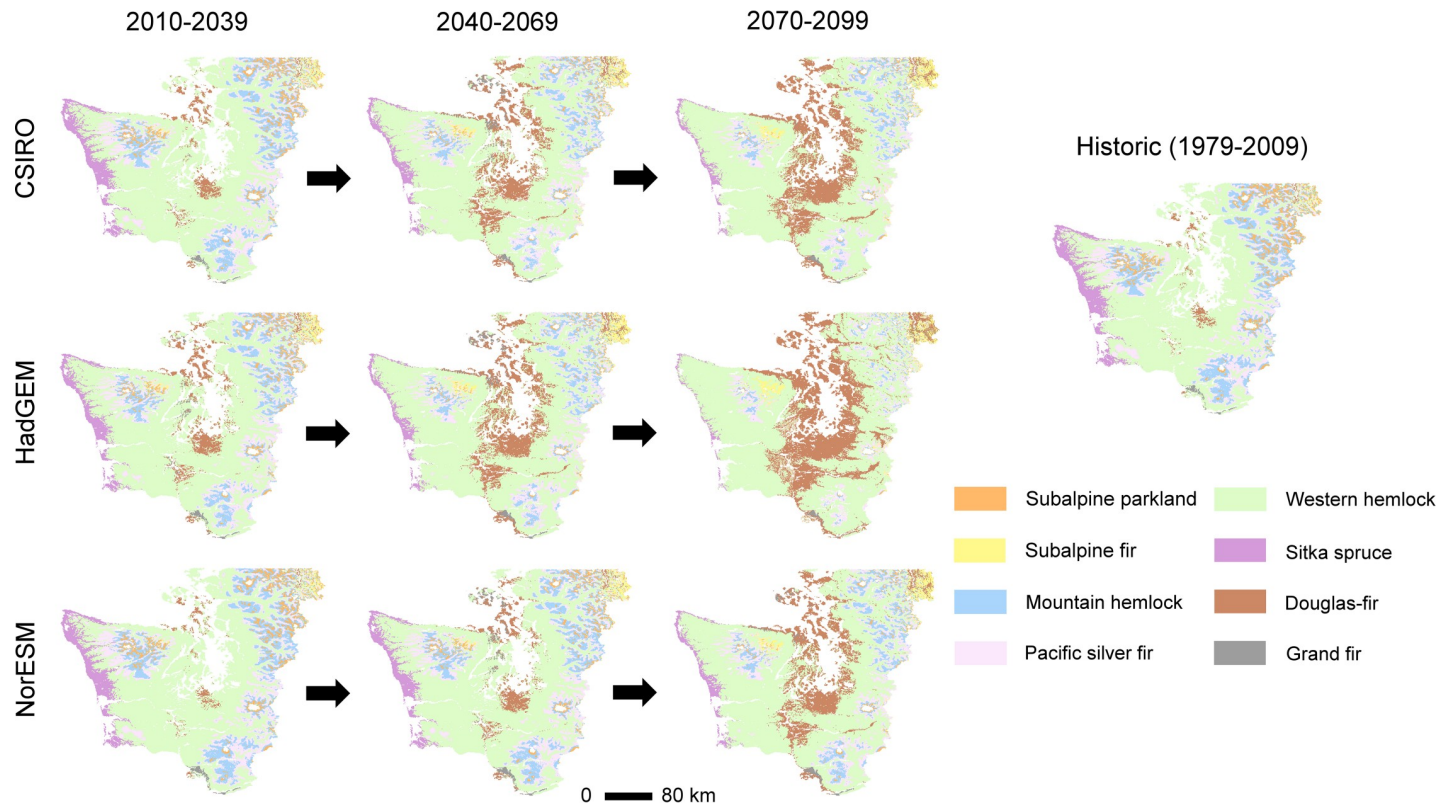 2010-2039
2040-2069
2070-2099
CSIRO
Historic (1979-2009)
HadGEM
Subalpine parkland
Western hemlock
Subalpine fir
Sitka spruce
Mountain hemlock
Douglas-fir
Pacific silver fir
Grand fir
NorESM
0 80 km